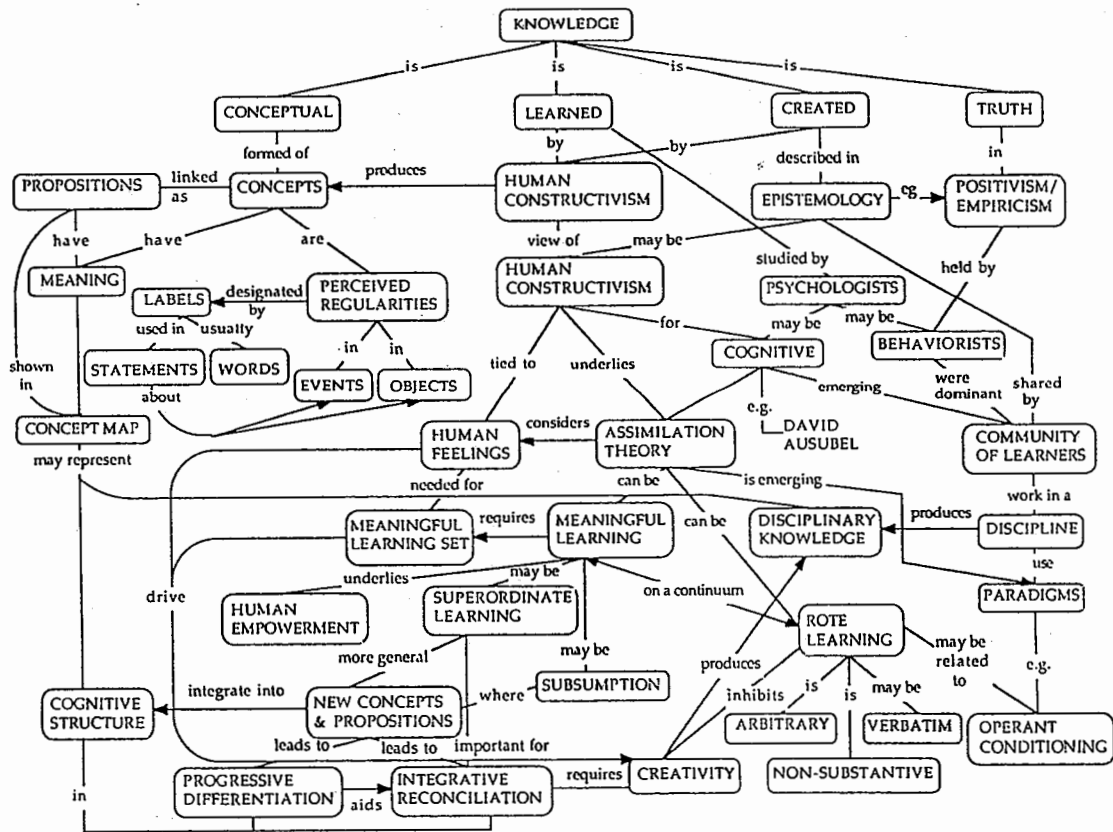 KNOWLEDGE
is
is
is
is
CONCEPTUAL
LEARNED
CREATED
TRUTH
formed of
by
by
described in
in
PROPOSITIONS
linked
as
CONCEPTS
produces
HUMAN
CONSTRUCTIVISM
EPISTEMOLOGY
eg
POSITIVISM/
EMPIRICISM
have
have
are
view of
may be
studied by
held by
MEANING
LABELS
designated
by
PERCEIVED
REGULARITIES
HUMAN
CONSTRUCTIVISM
PSYCHOLOGISTS
used in
usually
for
may be
may be
shown
in
STATEMENTS
WORDS
in
in
tied to
underlies
COGNITIVE
BEHAVIORISTS
about
EVENTS
OBJECTS
emerging
were
dominant
shared
by
e.g.
DAVID
AUSUBEL
CONCEPT MAP
HUMAN
FEELINGS
considers
ASSIMILATION
THEORY
COMMUNITY
OF LEARNERS
may represent
needed for
can be
is emerging
work in a
MEANINGFUL
LEARNING SET
requires
MEANINGFUL
LEARNING
can be
DISCIPLINARY
KNOWLEDGE
produces
DISCIPLINE
use
underlies
may be
on a continuum
drive
HUMAN
EMPOWERMENT
SUPERORDINATE
LEARNING
PARADIGMS
ROTE
LEARNING
may be
related
to
e.g.
more general
may be
produces
COGNITIVE
STRUCTURE
integrate into
NEW CONCEPTS
& PROPOSITIONS
where
SUBSUMPTION
inhibits
is
is
may be
ARBITRARY
VERBATIM
OPERANT
CONDITIONING
leads to
leads to
important for
in
PROGRESSIVE
DIFFERENTIATION
aids
INTEGRATIVE
RECONCILIATION
requires
CREATIVITY
NON-SUBSTANTIVE